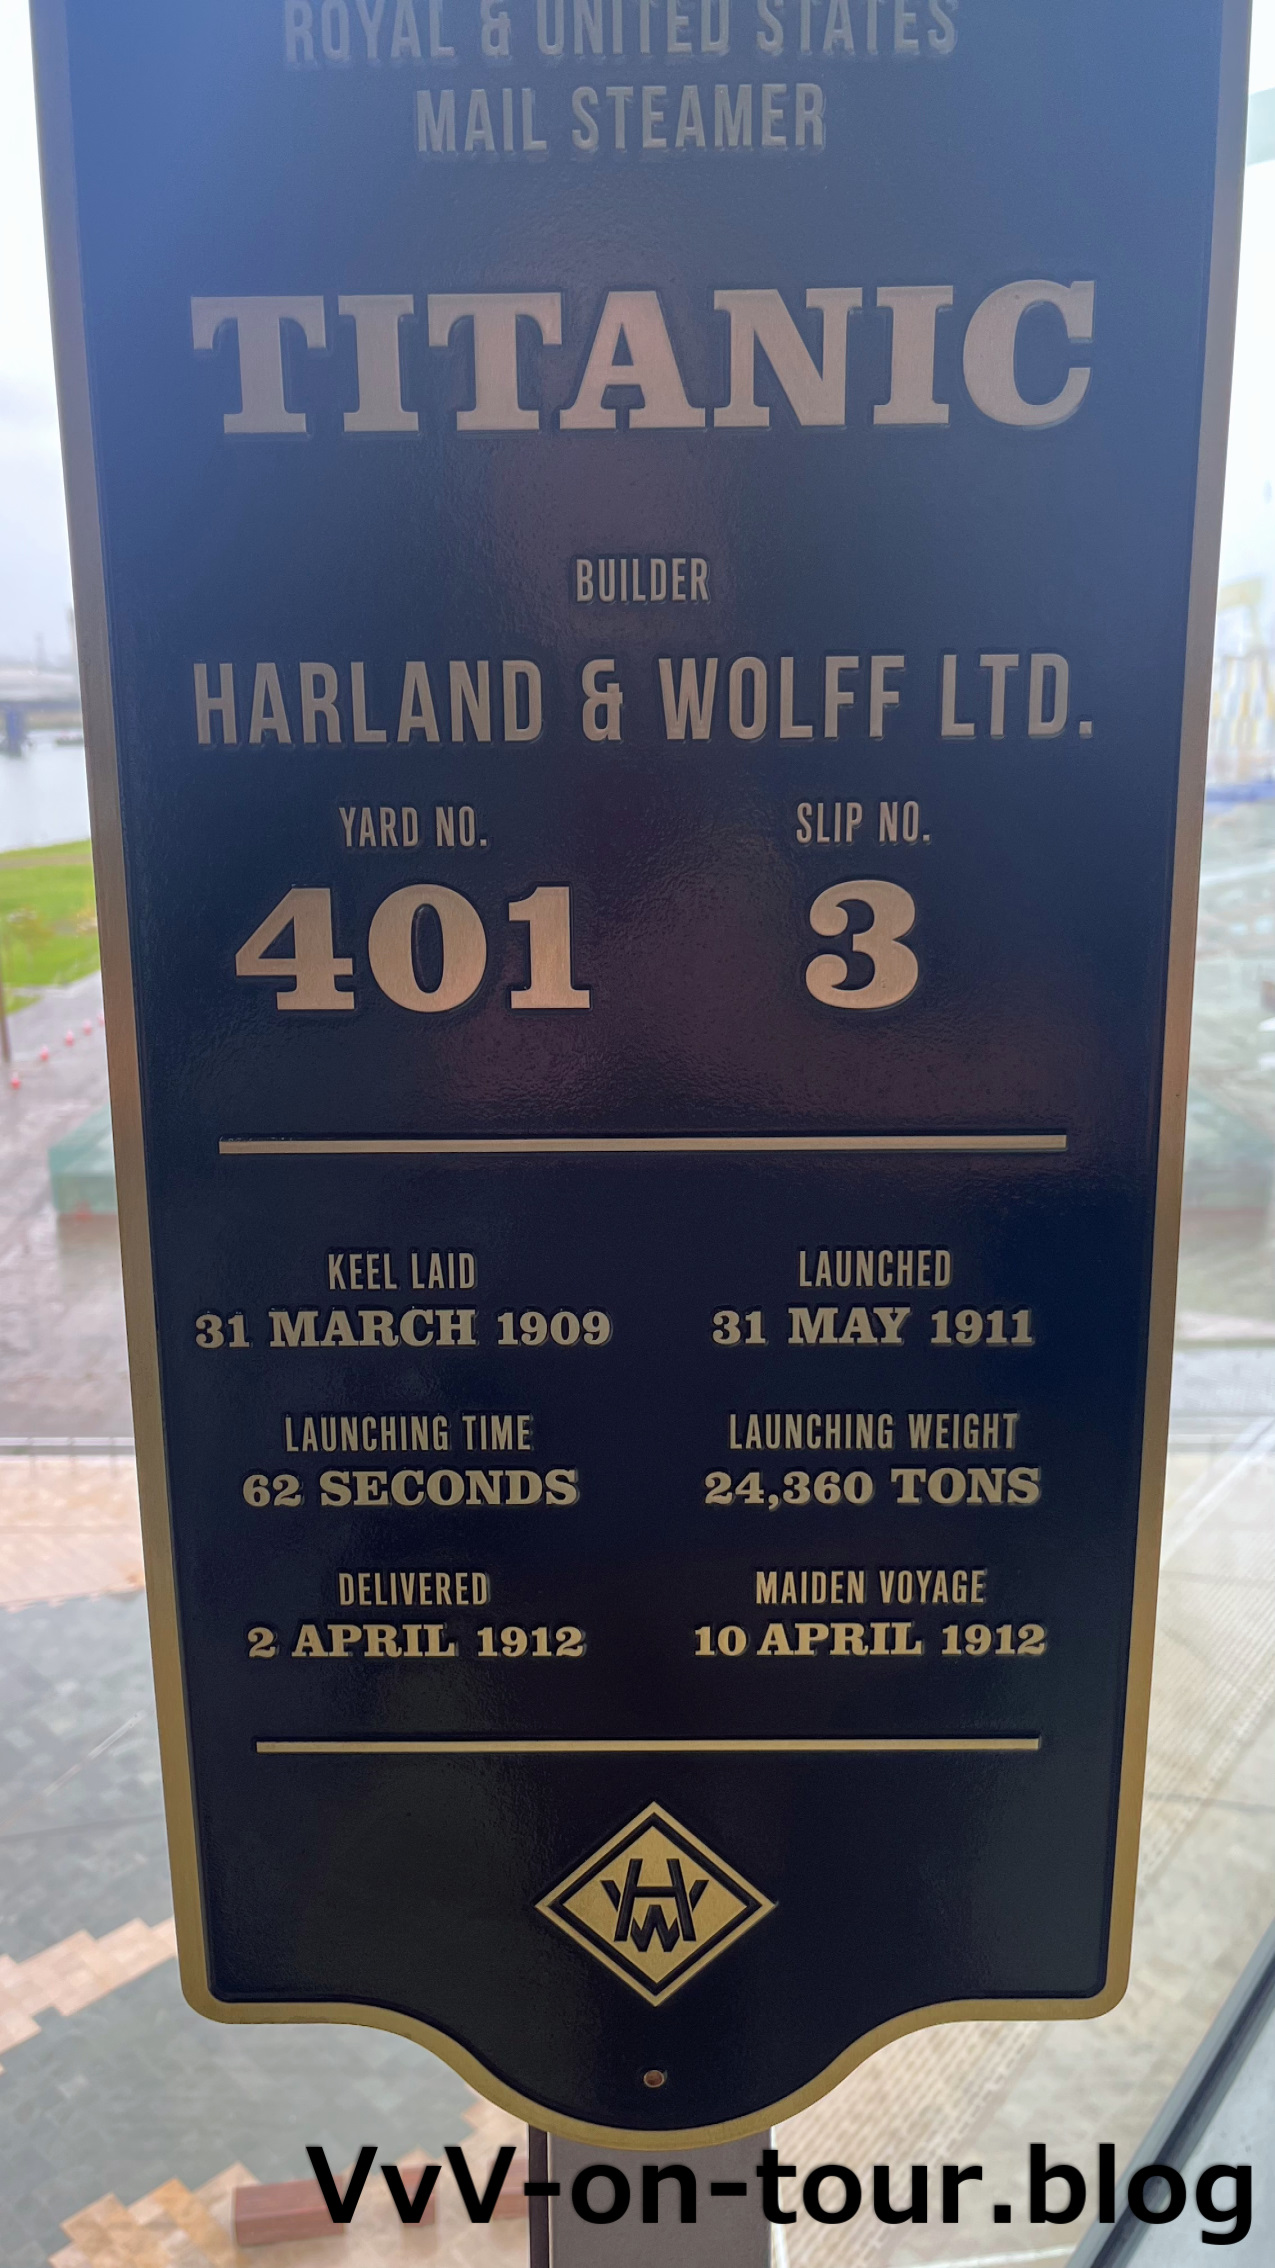 ROYAL & UNITED STATES
MAIL STEAMER
TITANIC
BUILDER
HARLAND & WOLFF LTD.
YARD NO. SLIP NO.
401 3
KEEL LAID LAUNCHED
31 MARCH 1909 31 MAY 1911
LAUNCHING TIME LAUNCHING WEIGHT
62 SECONDS 24,360 TONS
DELIVERED MAIDEN VOYAGE
2 APRIL 1912 10 APRIL 1912
HW
VvV-on-tour.blog